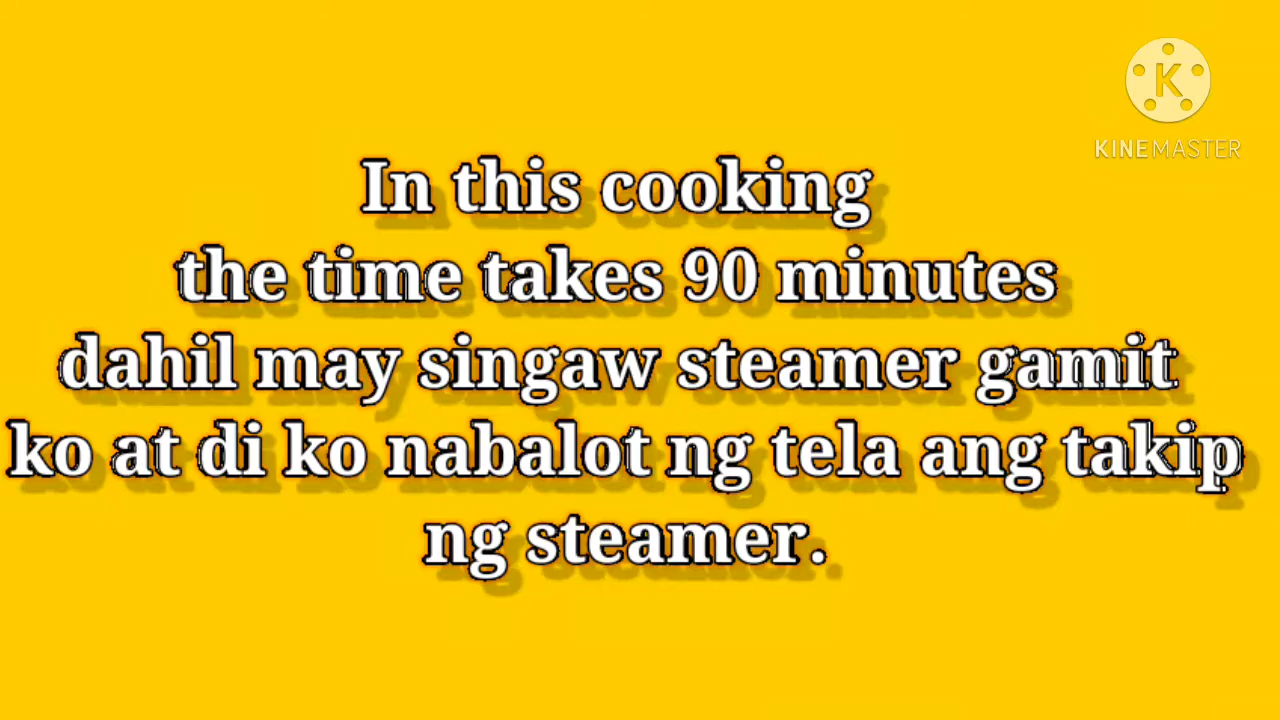 K
KINEMASTER
In this cooking
the time takes 90 minutes
dahil may singaw steamer gamit
ko at di ko nabalot ng tela ang takip
ng steamer.